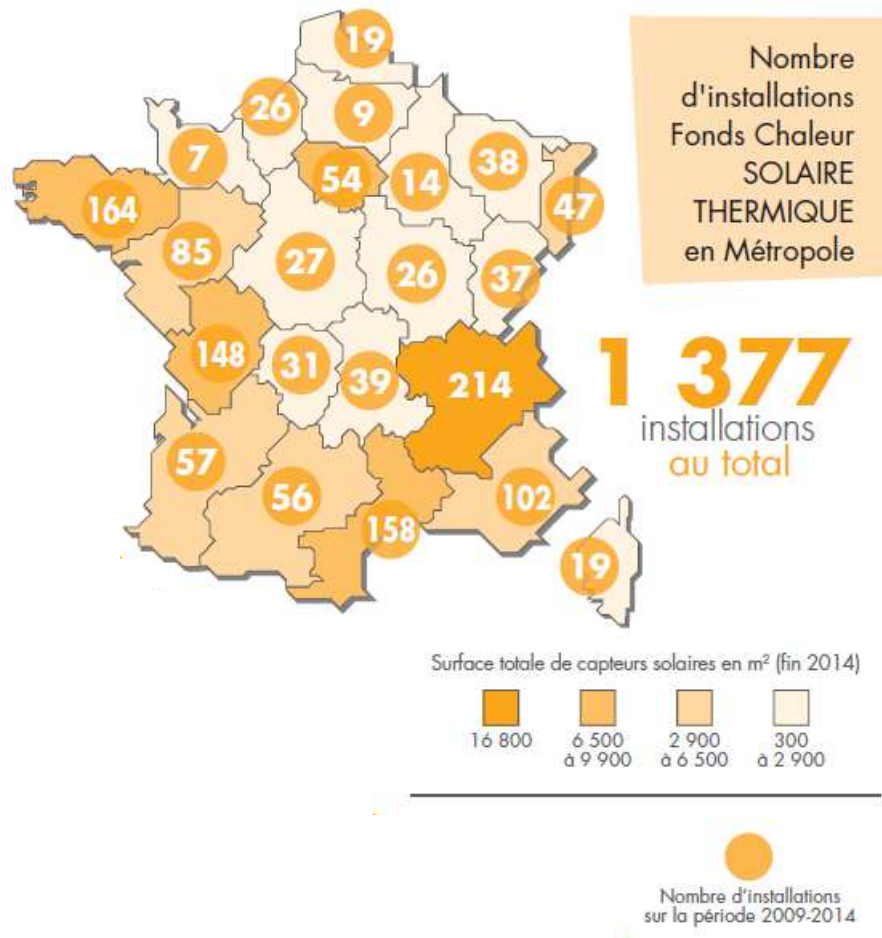 Nombre
d'installations
Fonds Chaleur
SOLAIRE
THERMIQUE
en Métropole
19
26
9
7
38
54
14
164
47
85
27
26
37
148
31
39
214
1 377
installations
au total
57
56
102
158
19
Surface totale de capteurs solaires en m² (fin 2014)
16 800
6 500
à 9 900
2 900
à 6 500
300
à 2 900
Nombre d'installations
sur la période 2009-2014